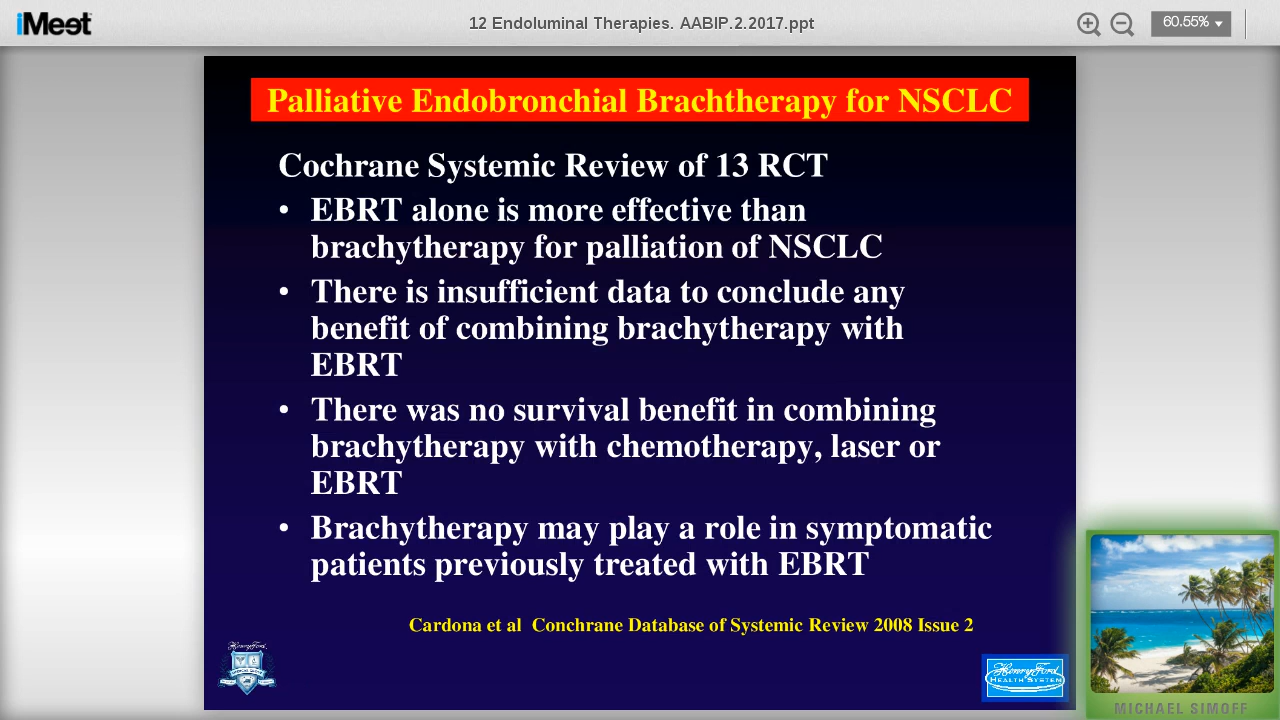 iMeet
12 Endoluminal Therapies. AABIP.2.2017.ppt
60.55%
Palliative Endobronchial Brachtherapy for NSCLC
Cochrane Systemic Review of 13 RCT
• EBRT alone is more effective than
brachytherapy for palliation of NSCLC
• There is insufficient data to conclude any
benefit of combining brachytherapy with
EBRT
• There was no survival benefit in combining
brachytherapy with chemotherapy, laser or
EBRT
• Brachytherapy may play a role in symptomatic
patients previously treated with EBRT
Cardona et al  Conchrane Database of Systemic Review 2008 Issue 2
Henry Ford
HEALTH SYSTEM
MICHAEL SIMOFF